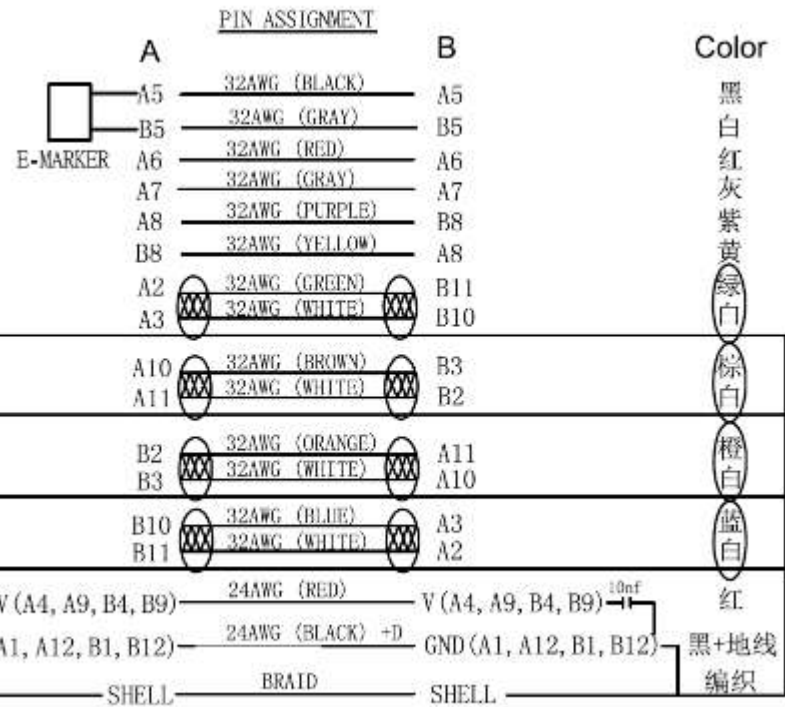 PIN ASSIGNMENT
A B Color
A5 32AWG (BLACK) A5 黑
B5 32AWG (GRAY) B5 白
E-MARKER A6 32AWG (RED) A6 红
A7 32AWG (GRAY) A7 灰
A8 32AWG (PURPLE) B8 紫
B8 32AWG (YELLOW) A8 黄
A2 32AWG (GREEN) B11 绿
A3 32AWG (WHITE) B10 白
A10 32AWG (BROWN) B3 棕
A11 32AWG (WHITE) B2 白
B2 32AWG (ORANGE) A11 橙
B3 32AWG (WHITE) A10 白
B10 32AWG (BLUE) A3 蓝
B11 32AWG (WHITE) A2 白
V(A4, A9, B4, B9) 24AWG (RED) V(A4, A9, B4, B9) 10nf 红
A1, A12, B1, B12) 24AWG (BLACK) +D GND(A1, A12, B1, B12) 黑+地线
SHELL BRAID SHELL 编织